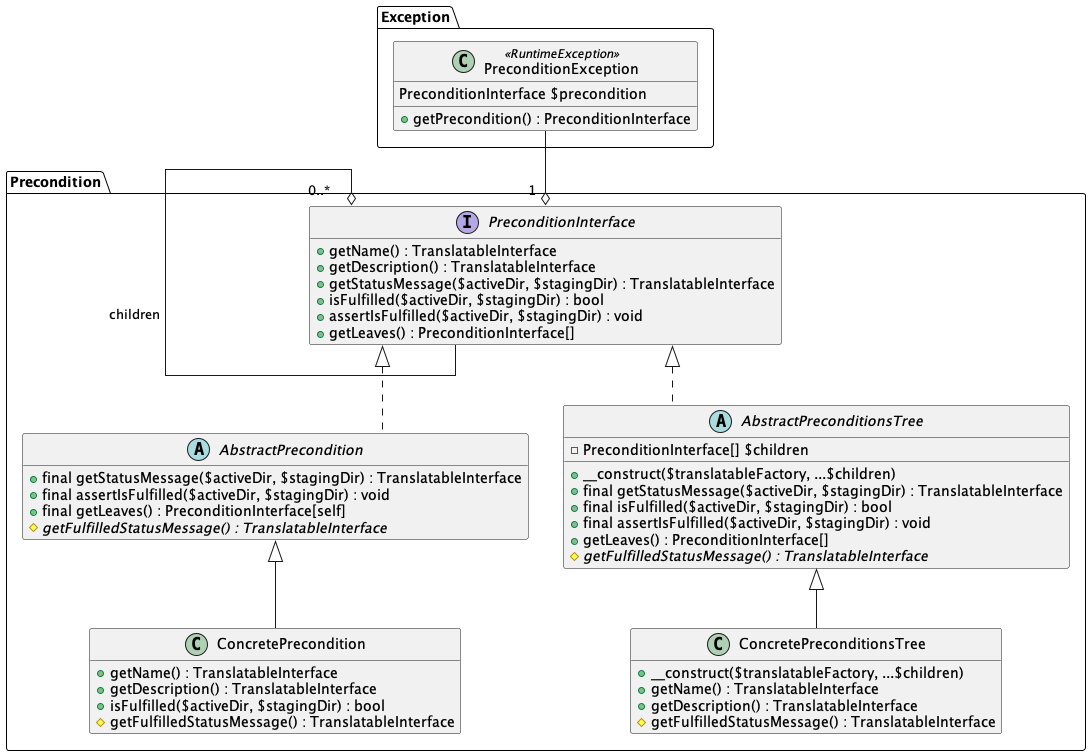 Exception
C
«RuntimeException»
PreconditionException
PreconditionInterface $precondition
getPrecondition() : PreconditionInterface
Precondition
0..*
1
I
PreconditionInterface
getName() : TranslatableInterface
getDescription() : TranslatableInterface
getStatusMessage($activeDir, $stagingDir) : TranslatableInterface
isFulfilled($activeDir, $stagingDir) : bool
assertIsFulfilled($activeDir, $stagingDir) : void
getLeaves() : PreconditionInterface[]
children
A
AbstractPrecondition
final getStatusMessage($activeDir, $stagingDir) : TranslatableInterface
final assertIsFulfilled($activeDir, $stagingDir) : void
final getLeaves() : PreconditionInterface[self]
getFulfilledStatusMessage() : TranslatableInterface
A
AbstractPreconditionsTree
PreconditionInterface[] $children
__construct($translatableFactory, ...$children)
final getStatusMessage($activeDir, $stagingDir) : TranslatableInterface
final isFulfilled($activeDir, $stagingDir) : bool
final assertIsFulfilled($activeDir, $stagingDir) : void
getLeaves() : PreconditionInterface[]
getFulfilledStatusMessage() : TranslatableInterface
C
ConcretePrecondition
getName() : TranslatableInterface
getDescription() : TranslatableInterface
isFulfilled($activeDir, $stagingDir) : bool
getFulfilledStatusMessage() : TranslatableInterface
C
ConcretePreconditionsTree
__construct($translatableFactory, ...$children)
getName() : TranslatableInterface
getDescription() : TranslatableInterface
getFulfilledStatusMessage() : TranslatableInterface